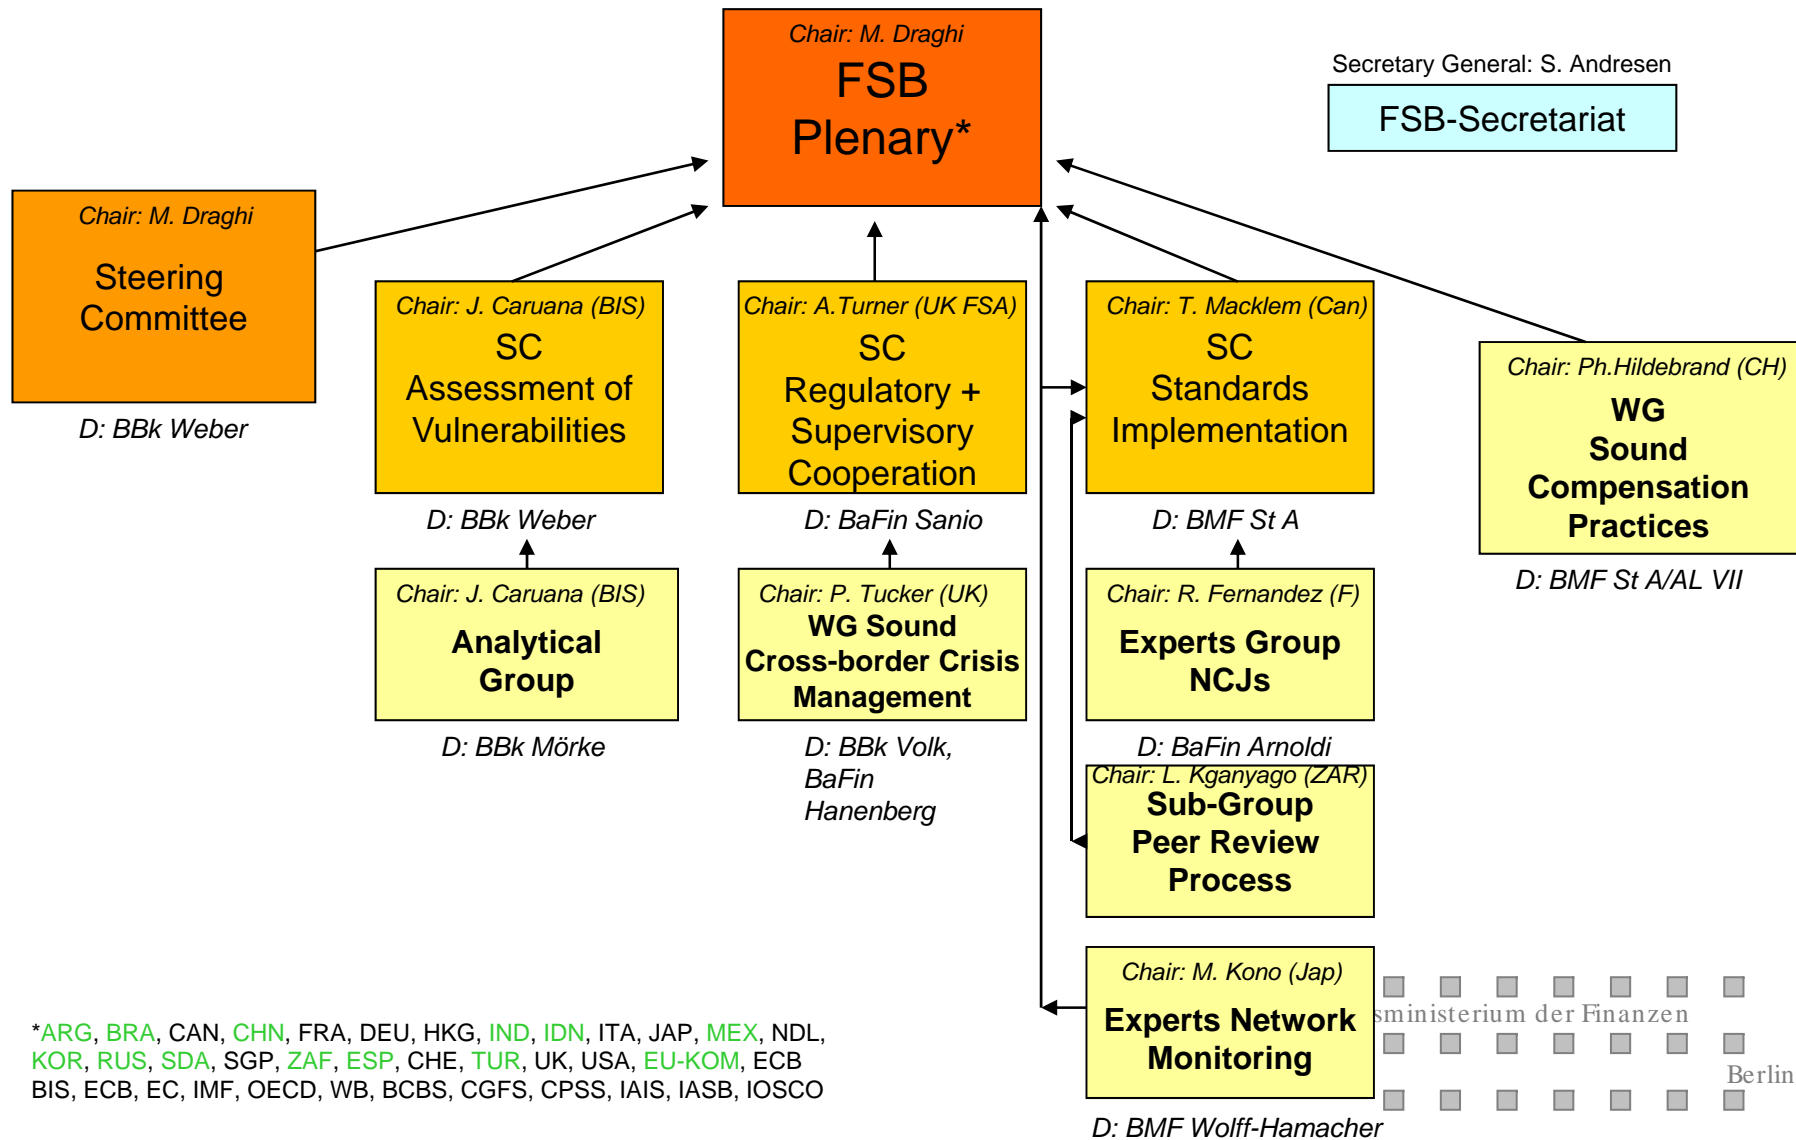 Chair: M. Draghi
FSB
Plenary*
Secretary General: S. Andresen
FSB-Secretariat
Chair: M. Draghi
Steering
Committee
D: BBk Weber
Chair: J. Caruana (BIS)
SC
Assessment of
Vulnerabilities
D: BBk Weber
Chair: A.Turner (UK FSA)
SC
Regulatory +
Supervisory
Cooperation
D: BaFin Sanio
Chair: T. Macklem (Can)
SC
Standards
Implementation
D: BMF St A
Chair: Ph.Hildebrand (CH)
WG
Sound
Compensation
Practices
D: BMF St A/AL VII
Chair: J. Caruana (BIS)
Analytical
Group
D: BBk Mörke
Chair: P. Tucker (UK)
WG Sound
Cross-border Crisis
Management
D: BBk Volk,
BaFin
Hanenberg
Chair: R. Fernandez (F)
Experts Group
NCJs
D: BaFin Arnoldi
Chair: L. Kganyago (ZAR)
Sub-Group
Peer Review
Process
Chair: M. Kono (Jap)
Experts Network
Monitoring
D: BMF Wolff-Hamacher
sministerium der Finanzen
Berlin
*ARG, BRA, CAN, CHN, FRA, DEU, HKG, IND, IDN, ITA, JAP, MEX, NDL,
KOR, RUS, SDA, SGP, ZAF, ESP, CHE, TUR, UK, USA, EU-KOM, ECB
BIS, ECB, EC, IMF, OECD, WB, BCBS, CGFS, CPSS, IAIS, IASB, IOSCO